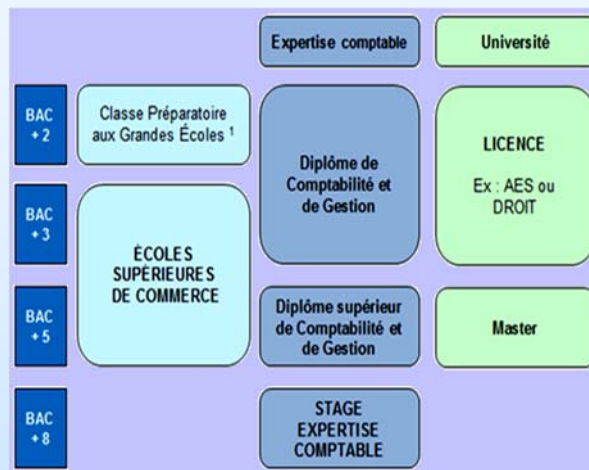 Expertise comptable
Université
BAC
+ 2
Classe Préparatoire
aux Grandes Écoles ¹
Diplôme de
Comptabilité et
de Gestion
LICENCE
Ex : AES ou
DROIT
BAC
+ 3
ÉCOLES
SUPÉRIEURES
DE COMMERCE
BAC
+ 5
Diplôme supérieur
de Comptabilité et
de Gestion
Master
BAC
+ 8
STAGE
EXPERTISE
COMPTABLE